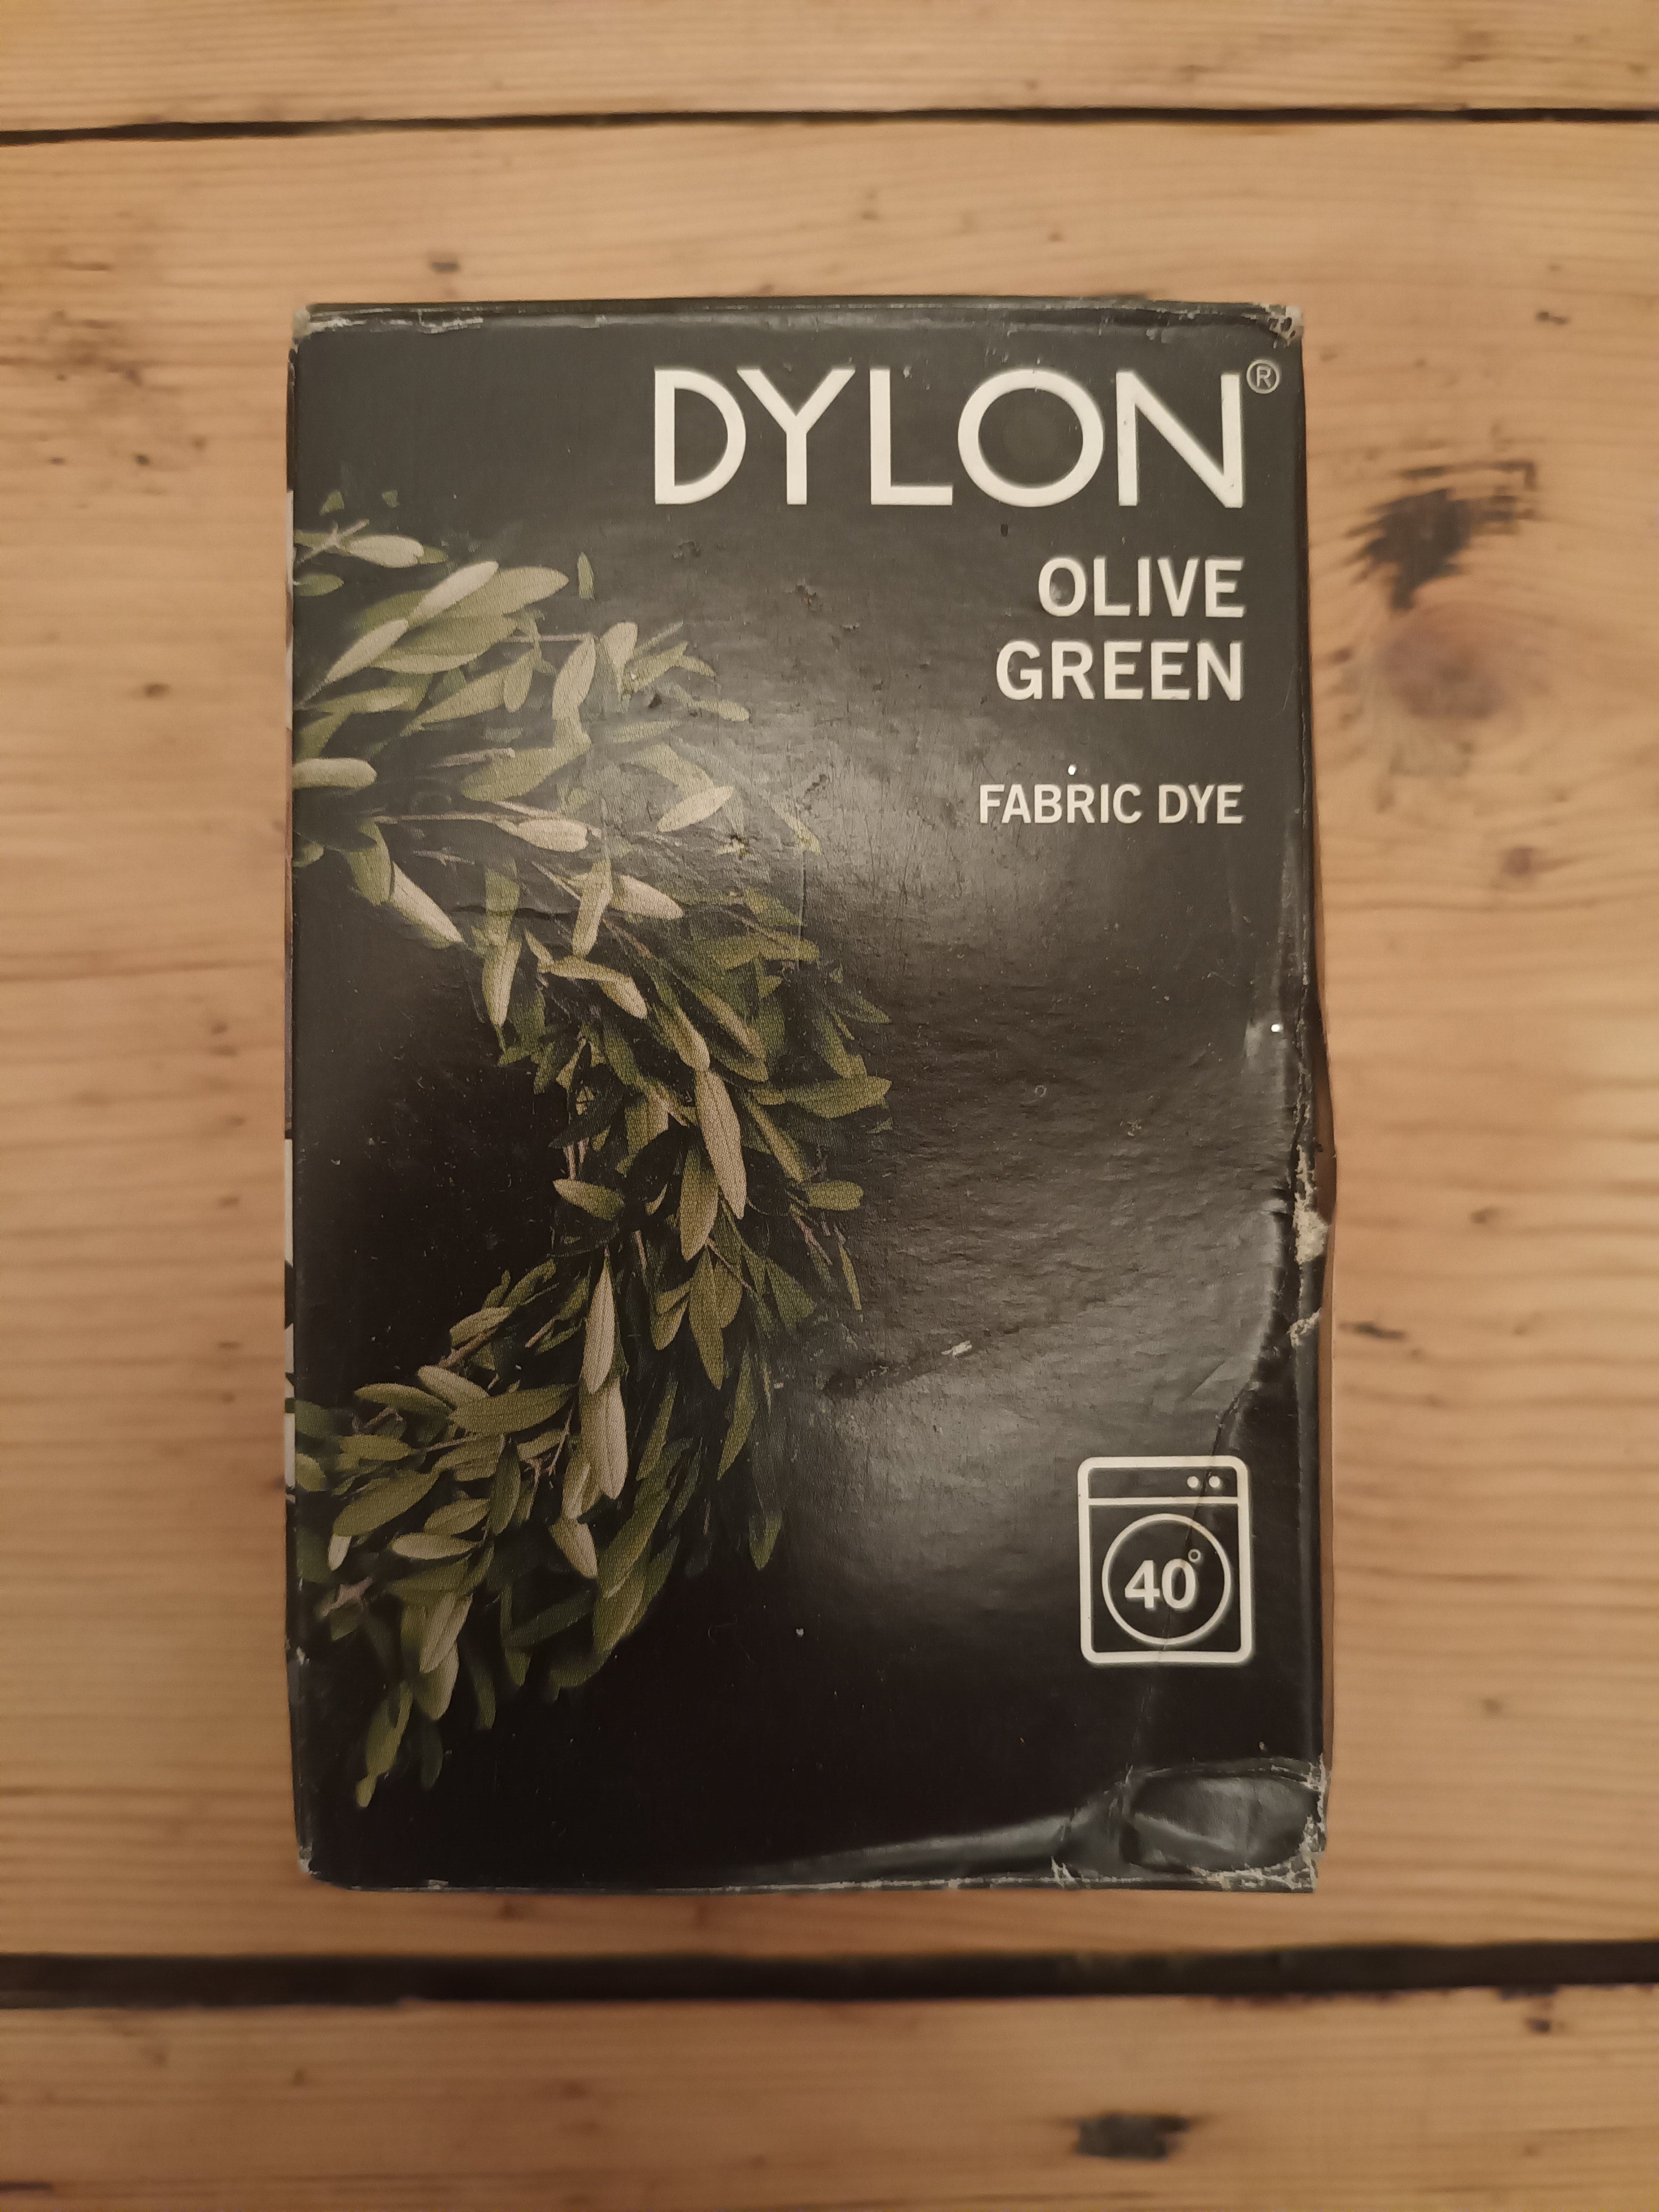 DYLON®
OLIVE
GREEN
FABRIC DYE
40°